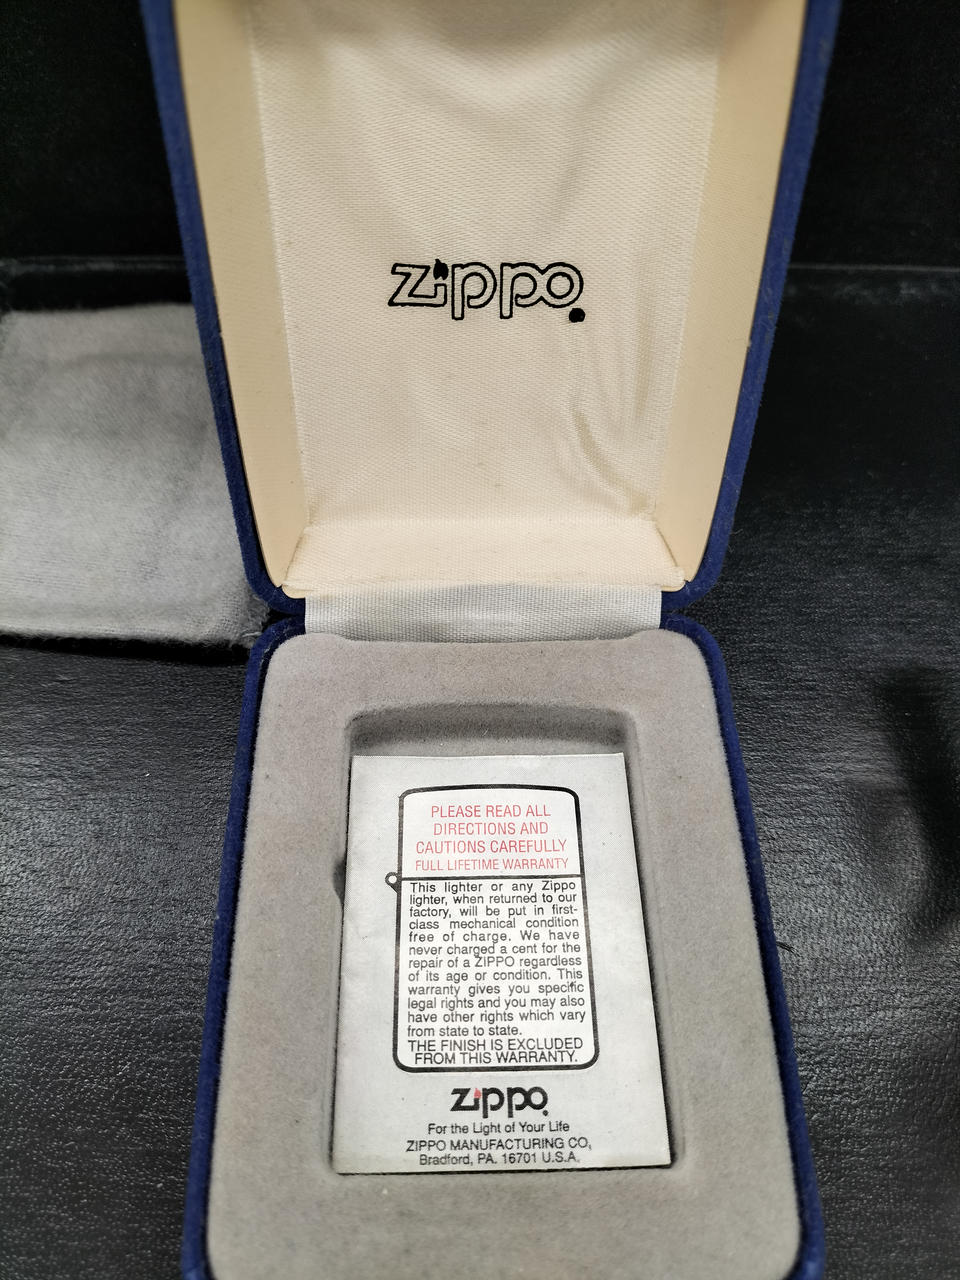 zippo
PLEASE READ ALL
DIRECTIONS AND
CAUTIONS CAREFULLY
FULL LIFETIME WARRANTY
This lighter or any Zippo
lighter, when returned to our
factory, will be put in first-
class mechanical condition
free of charge. We have
never charged a cent for the
repair of a ZIPPO regardless
of its age or condition. This
warranty gives you specific
legal rights and you may also
have other rights which vary
from state to state.
THE FINISH IS EXCLUDED
FROM THIS WARRANTY.
zippo
For the Light of Your Life
ZIPPO MANUFACTURING CO,
Bradford, PA. 16701 U.S.A.